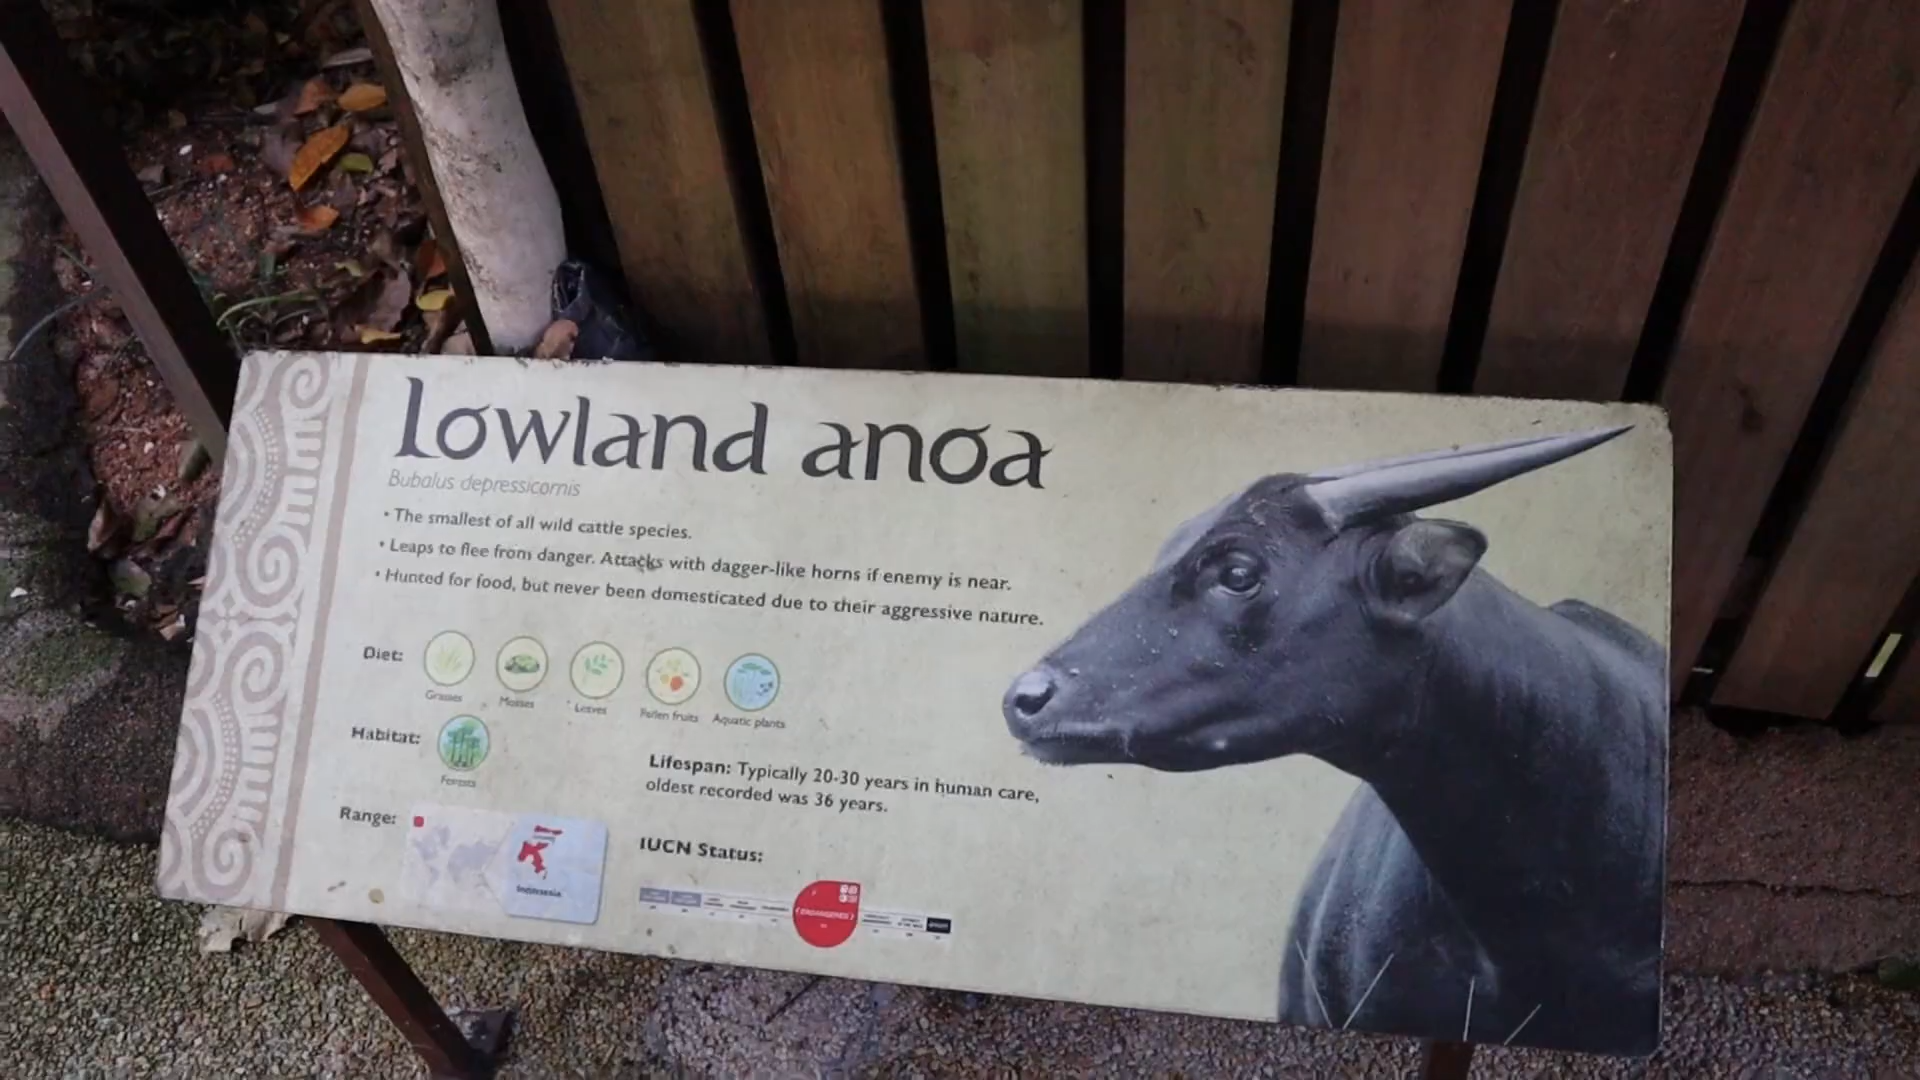 Lowland anoa
Bubalus depressicornis
• The smallest of all wild cattle species.
• Leaps to flee from danger. Attacks with dagger-like horns if enemy is near.
• Hunted for food, but never been domesticated due to their aggressive nature.
Diet:
Grasses Mosses Leaves Fallen fruits Aquatic plants
Habitat:
Forests
Lifespan: Typically 20-30 years in human care,
oldest recorded was 36 years.
Range:
Indonesia
IUCN Status:
ENDANGERED